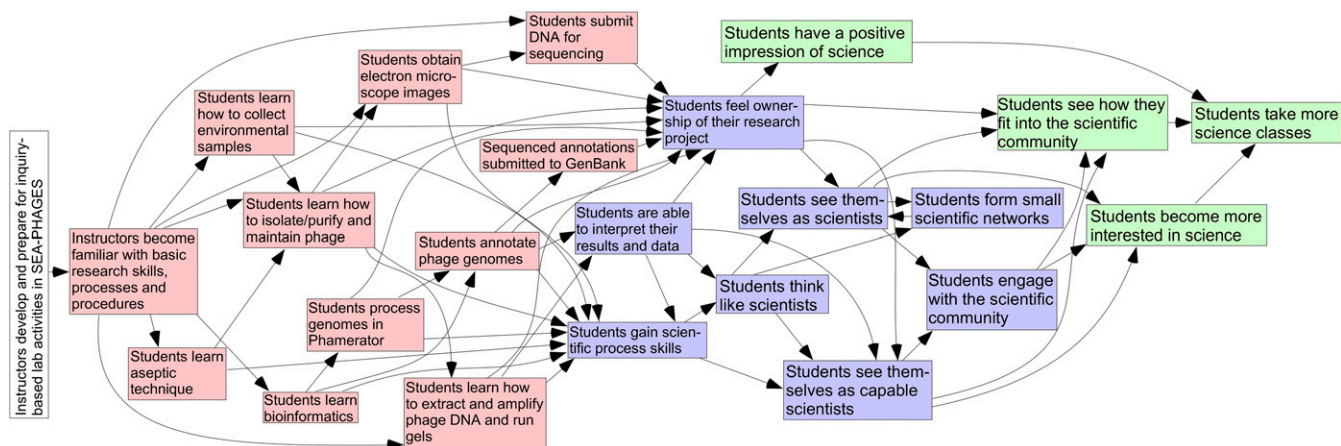 Instructors develop and prepare for inquiry-
based lab activities in SEA-PHAGES
Instructors become
familiar with basic
research skills,
processes and
procedures
Students learn
how to collect
environmental
samples
Students learn
aseptic
technique
Students learn how
to isolate/purify and
maintain phage
Students learn
bioinformatics
Students process
genomes in
Phamerator
Students obtain
electron micro-
scope images
Students annotate
phage genomes
Students learn how
to extract and amplify
phage DNA and run
gels
Students submit
DNA for
sequencing
Sequenced annotations
submitted to GenBank
Students are able
to interpret their
results and data
Students gain scien-
tific process skills
Students feel owner-
ship of their research
project
Students have a positive
impression of science
Students think
like scientists
Students see them-
selves as scientists
Students see them-
selves as capable
scientists
Students form small
scientific networks
Students engage
with the scientific
community
Students see how they
fit into the scientific
community
Students become more
interested in science
Students take more
science classes